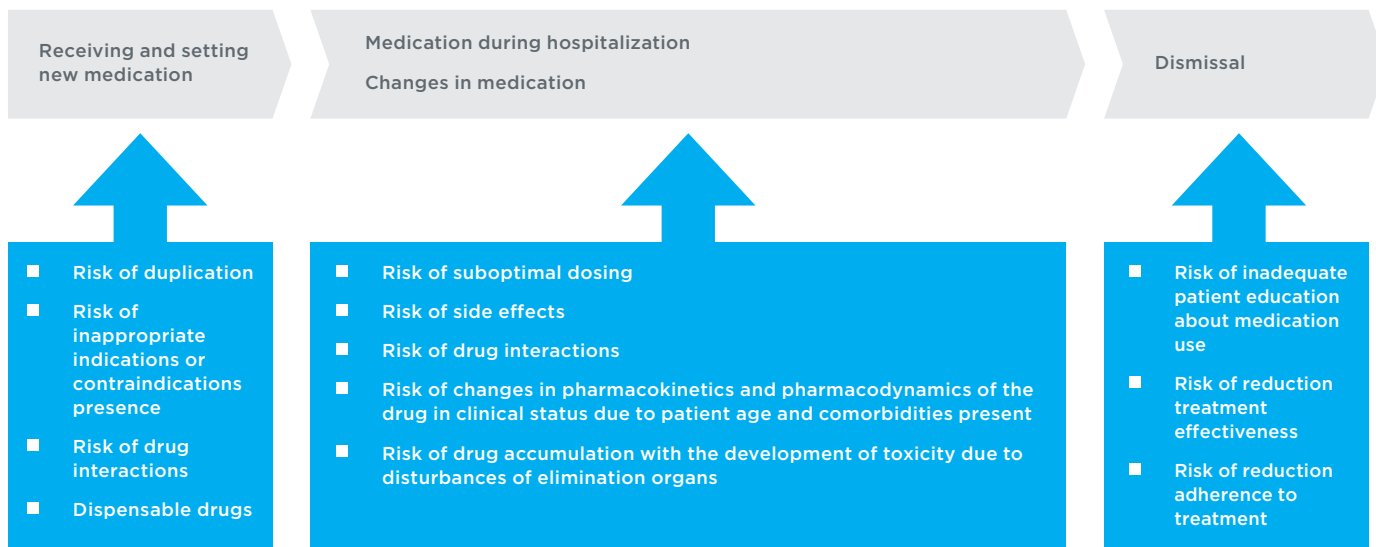 Receiving and setting
new medication
Medication during hospitalization
Changes in medication
Dismissal
Risk of duplication
Risk of
inappropriate
indications or
contraindications
presence
Risk of drug
interactions
Dispensable drugs
Risk of suboptimal dosing
Risk of side effects
Risk of drug interactions
Risk of changes in pharmacokinetics and pharmacodynamics of the
drug in clinical status due to patient age and comorbidities present
Risk of drug accumulation with the development of toxicity due to
disturbances of elimination organs
Risk of inadequate
patient education
about medication
use
Risk of reduction
treatment
effectiveness
Risk of reduction
adherence to
treatment